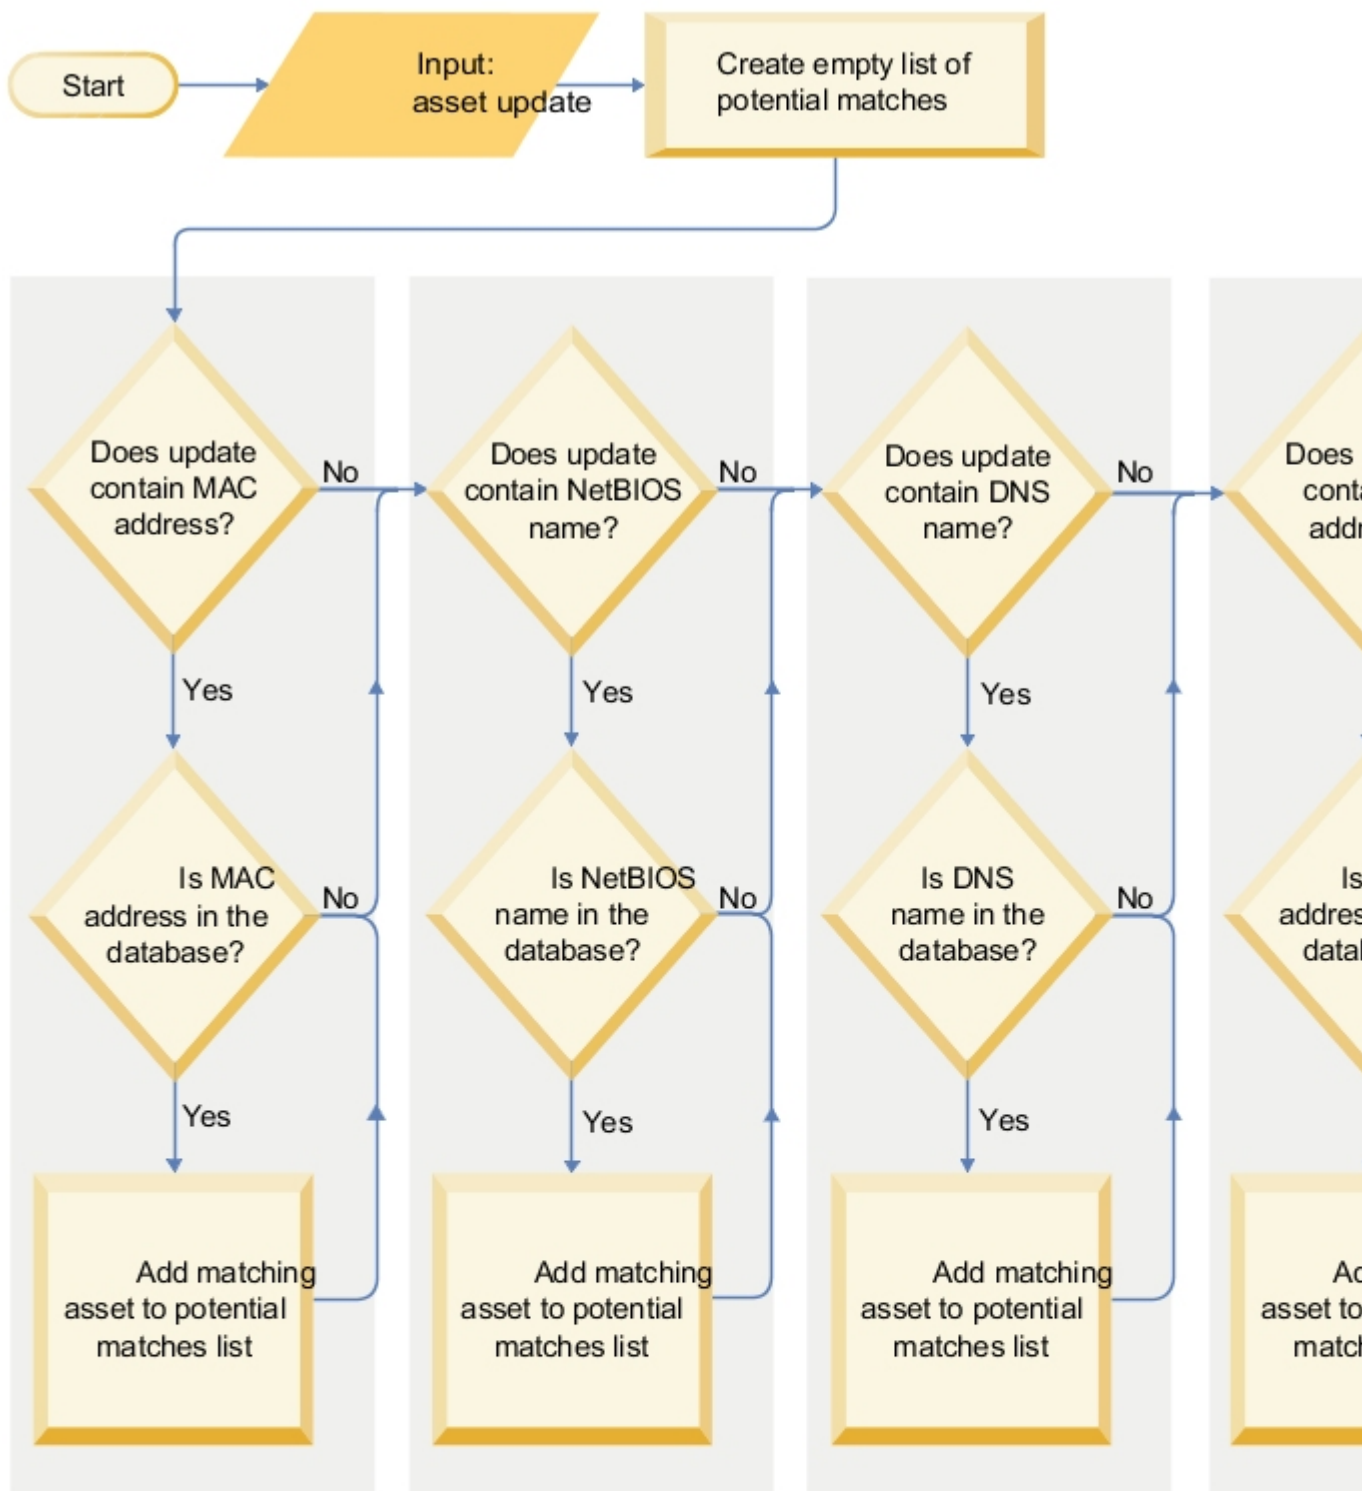 Start
Input:
asset update
Create empty list of
potential matches
Does update
contain MAC
address?
No
Yes
Is MAC
address in the
database?
No
Yes
Add matching
asset to potential
matches list
Does update
contain NetBIOS
name?
No
Yes
Is NetBIOS
name in the
database?
No
Yes
Add matching
asset to potential
matches list
Does update
contain DNS
name?
No
Yes
Is DNS
name in the
database?
No
Yes
Add matching
asset to potential
matches list
Does
Is
asset to